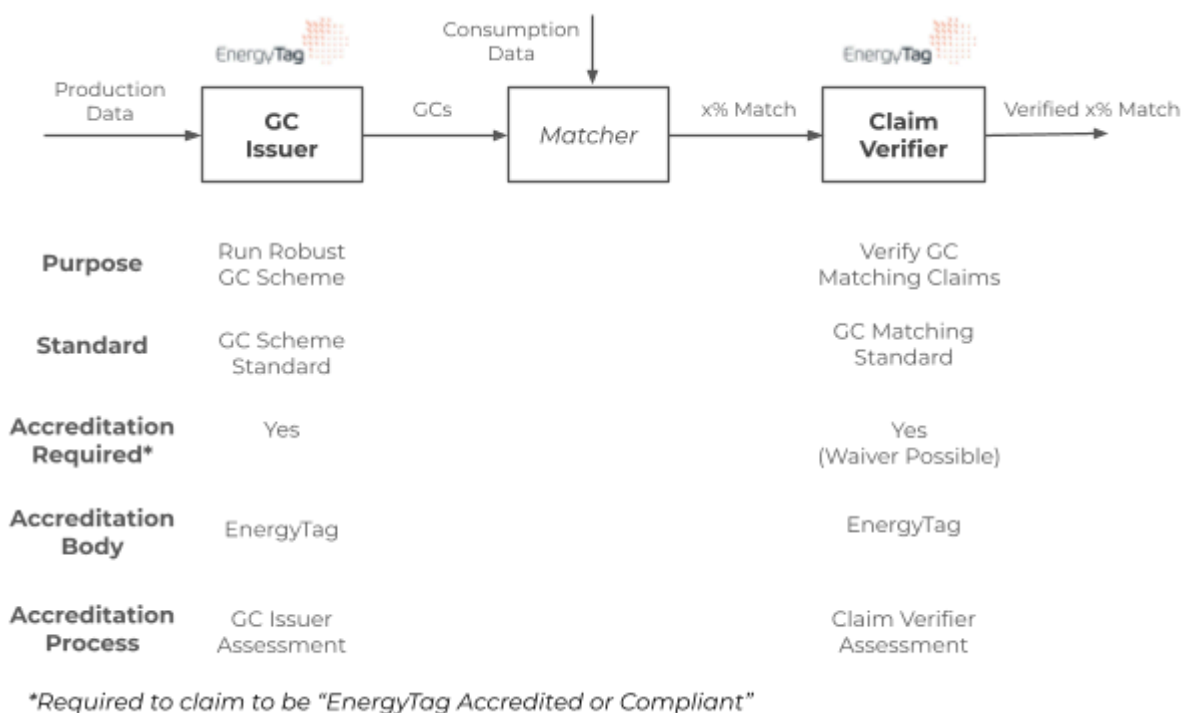 EnergyTag
Consumption
Data
EnergyTag
Production
Data
GC
Issuer
GCs
Matcher
x% Match
Claim
Verifier
Verified x% Match
Purpose
Run Robust
GC Scheme
Verify GC
Matching Claims
Standard
GC Scheme
Standard
GC Matching
Standard
Accreditation
Required*
Yes
Yes
(Waiver Possible)
Accreditation
Body
EnergyTag
EnergyTag
Accreditation
Process
GC Issuer
Assessment
Claim Verifier
Assessment
*Required to claim to be “EnergyTag Accredited or Compliant”